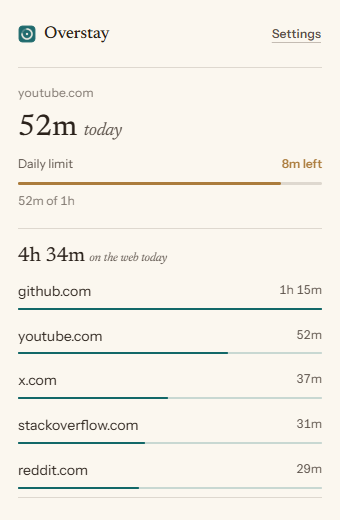 Overstay Settings
youtube.com
52m today
Daily limit 8m left
52m of 1h
4h 34m on the web today
github.com 1h 15m
youtube.com 52m
x.com 37m
stackoverflow.com 31m
reddit.com 29m